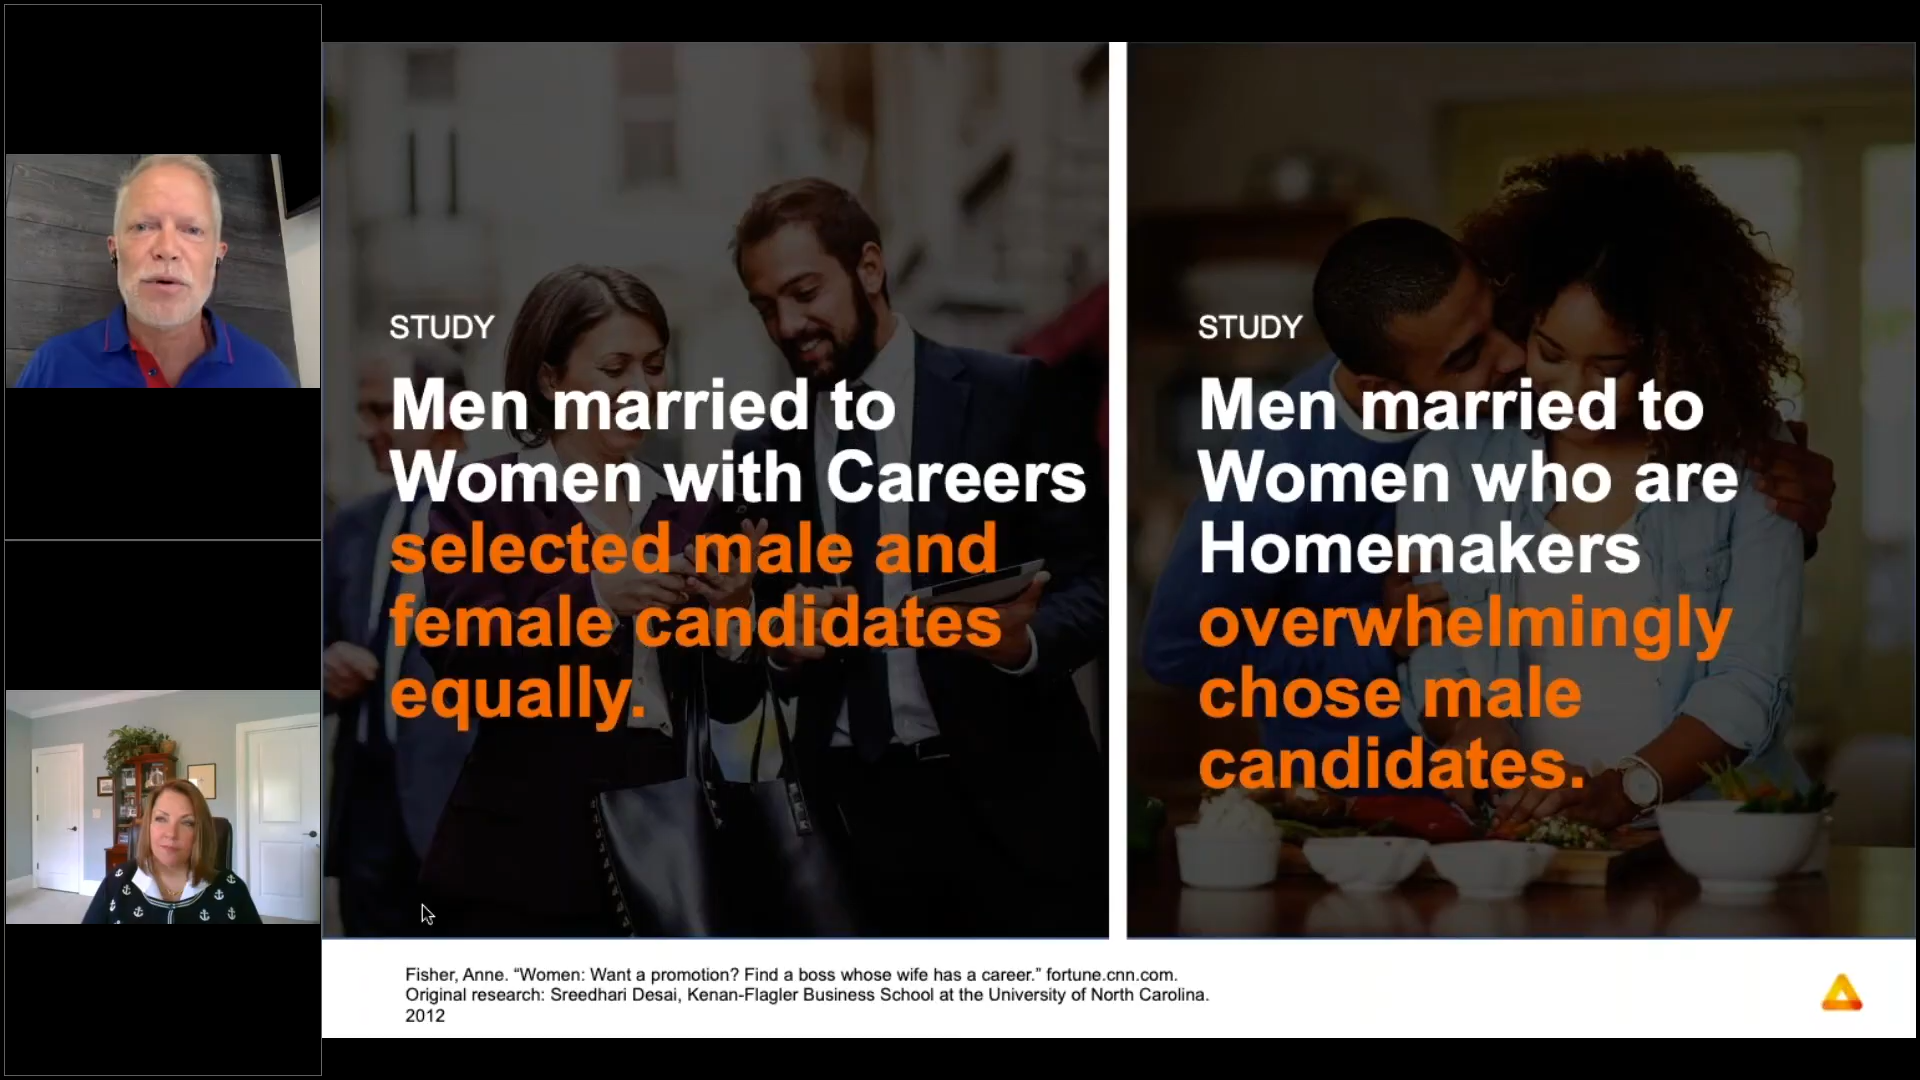 STUDY
Men married to
Women with Careers
selected male and
female candidates
equally.
STUDY
Men married to
Women who are
Homemakers
overwhelmingly
chose male
candidates.
Fisher, Anne. “Women: Want a promotion? Find a boss whose wife has a career.” fortune.cnn.com.
Original research: Sreedhari Desai, Kenan-Flagler Business School at the University of North Carolina.
2012